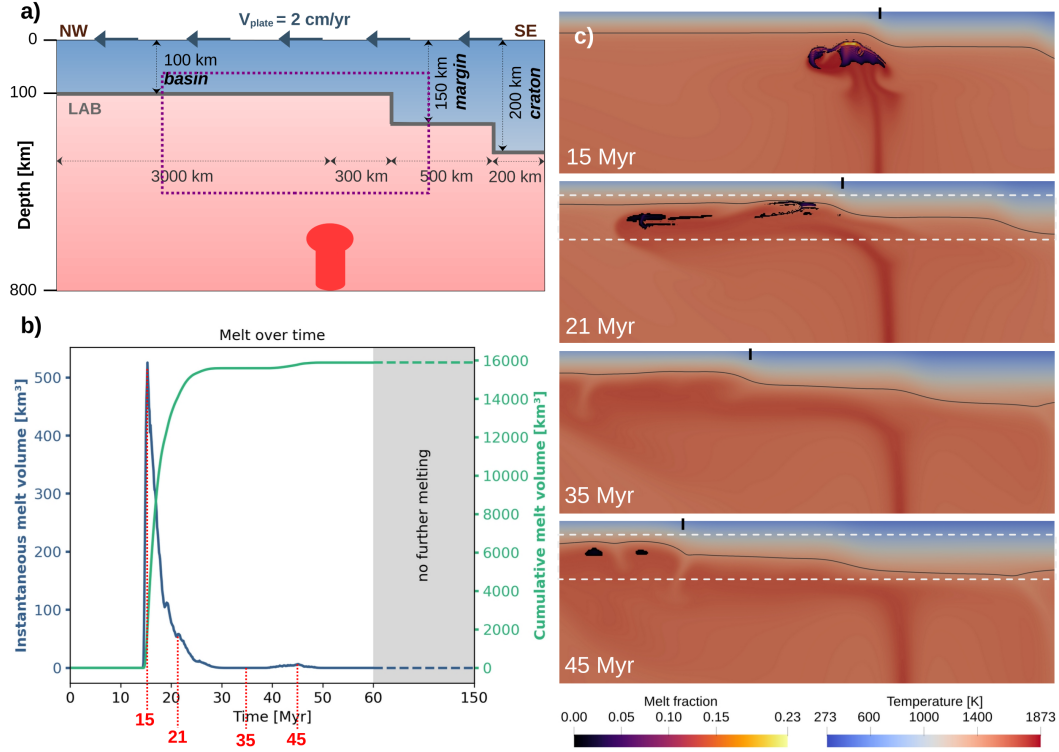 a)
V_plate = 2 cm/yr
NW
SE
0
100
800
Depth [km]
100 km
basin
150 km
margin
200 km
craton
LAB
3000 km
300 km
500 km
200 km
b)
Melt over time
Instantaneous melt volume [km³]
500
400
300
200
100
0
Cumulative melt volume [km³]
16000
14000
12000
10000
8000
6000
4000
2000
0
no further melting
0
10
20
30
40
50
60
150
Time [Myr]
15
21
35
45
c)
15 Myr
21 Myr
35 Myr
45 Myr
Melt fraction
0.00
0.05
0.10
0.15
0.23
Temperature [K]
273
600
1000
1400
1873